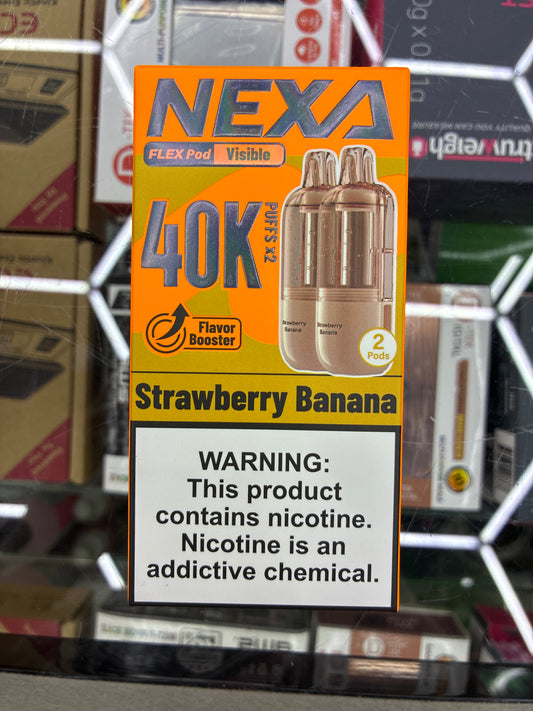 NEXA
FLEX Pod Visible
40K PUFFS X2
Flavor
Booster
Strawberry
Banana
Strawberry
Banana
2
Pods
Strawberry Banana
WARNING:
This product
contains nicotine.
Nicotine is an
addictive chemical.
truweigh